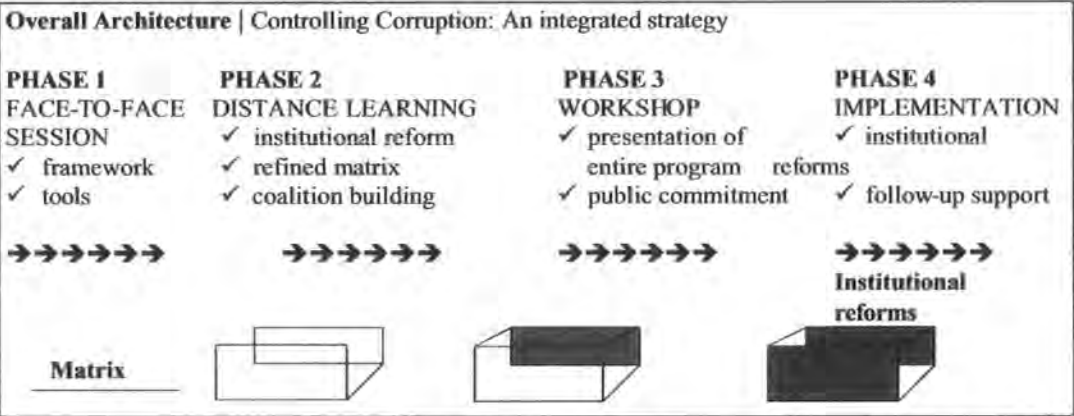 Overall Architecture | Controlling Corruption: An integrated strategy
PHASE 1 PHASE 2 PHASE 3 PHASE 4
FACE-TO-FACE DISTANCE LEARNING WORKSHOP IMPLEMENTATION
SESSION ✓ institutional reform ✓ presentation of ✓ institutional
✓ framework ✓ refined matrix entire program reforms
✓ tools ✓ coalition building ✓ public commitment ✓ follow-up support
➔➔➔➔➔➔ ➔➔➔➔➔➔ ➔➔➔➔➔➔ ➔➔➔➔➔➔
Institutional
reforms
Matrix